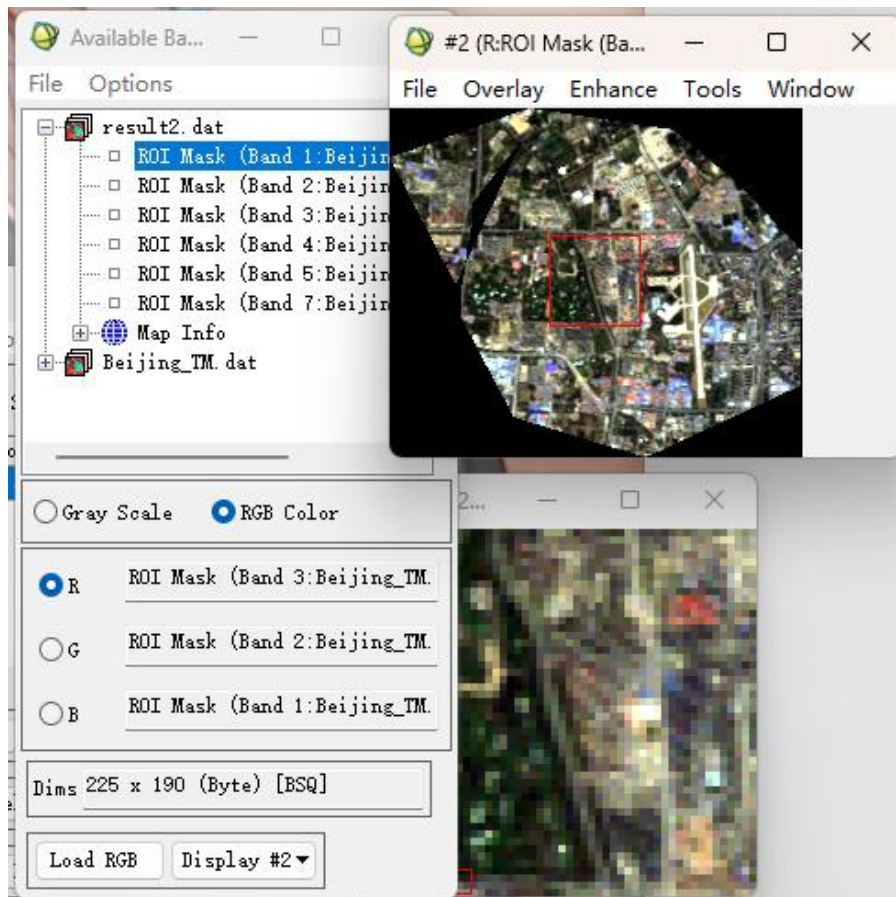 Available Ba...
File Options
result2.dat
ROI Mask (Band 1:Beijin
ROI Mask (Band 2:Beijin
ROI Mask (Band 3:Beijin
ROI Mask (Band 4:Beijin
ROI Mask (Band 5:Beijin
ROI Mask (Band 7:Beijin
Map Info
Beijing_TM.dat
Gray Scale RGB Color
R ROI Mask (Band 3:Beijing_TM.
G ROI Mask (Band 2:Beijing_TM.
B ROI Mask (Band 1:Beijing_TM.
Dims 225 x 190 (Byte) [BSQ]
Load RGB Display #2
#2 (R:ROI Mask (Ba...
File Overlay Enhance Tools Window
2...